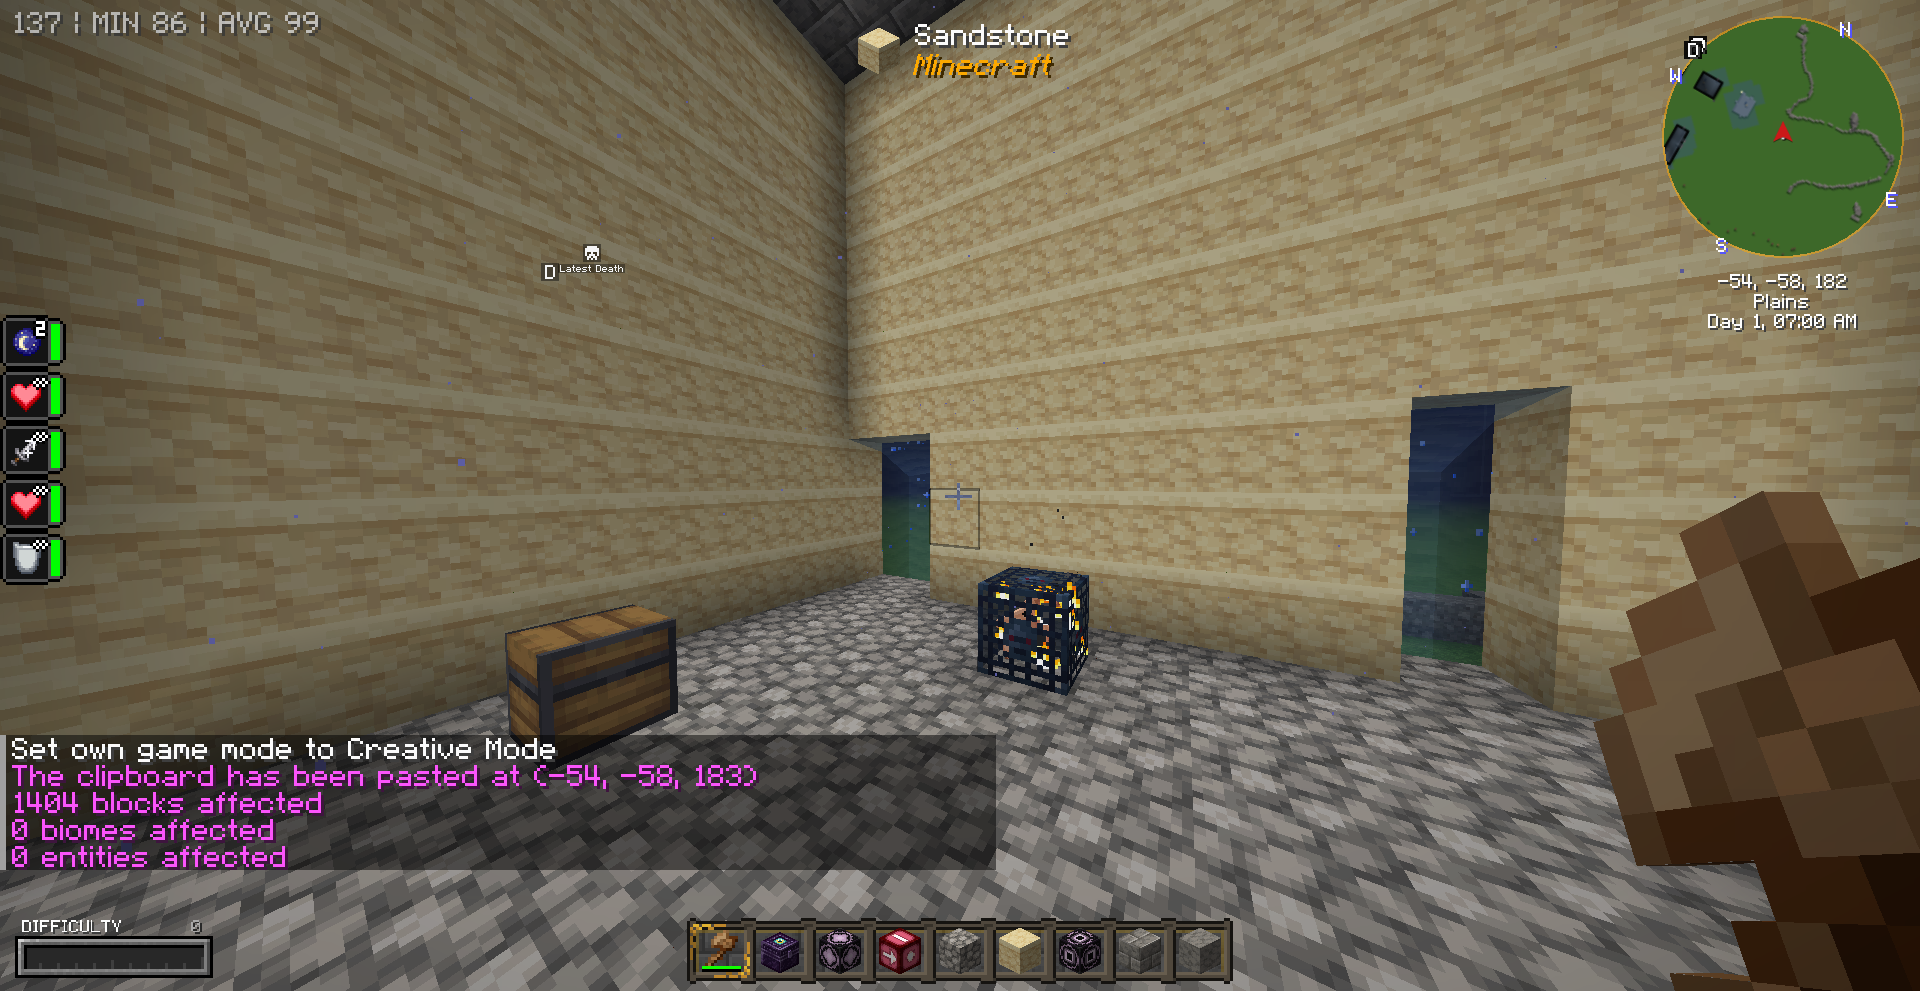 137 | MIN 86 | AVG 99
Sandstone
Minecraft
N
D
W
E
S
-54, -58, 182
Plains
Day 1, 07:00 AM
D Latest Death
2
Set own game mode to Creative Mode
The clipboard has been pasted at (-54, -58, 183)
1404 blocks affected
0 biomes affected
0 entities affected
DIFFICULTY 0